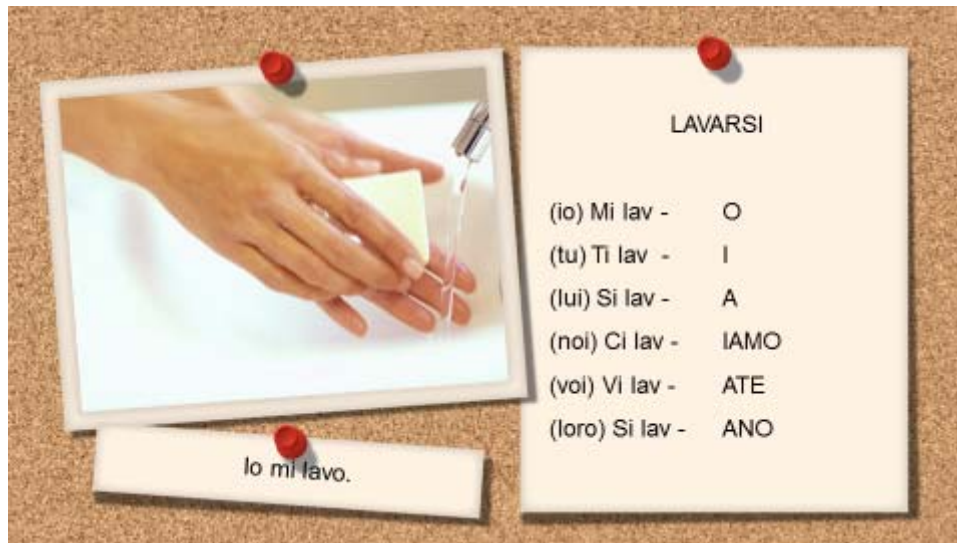 LAVARSI
(io) Mi lav - O
(tu) Ti lav - I
(lui) Si lav - A
(noi) Ci lav - IAMO
(voi) Vi lav - ATE
(loro) Si lav - ANO
Io mi lavo.